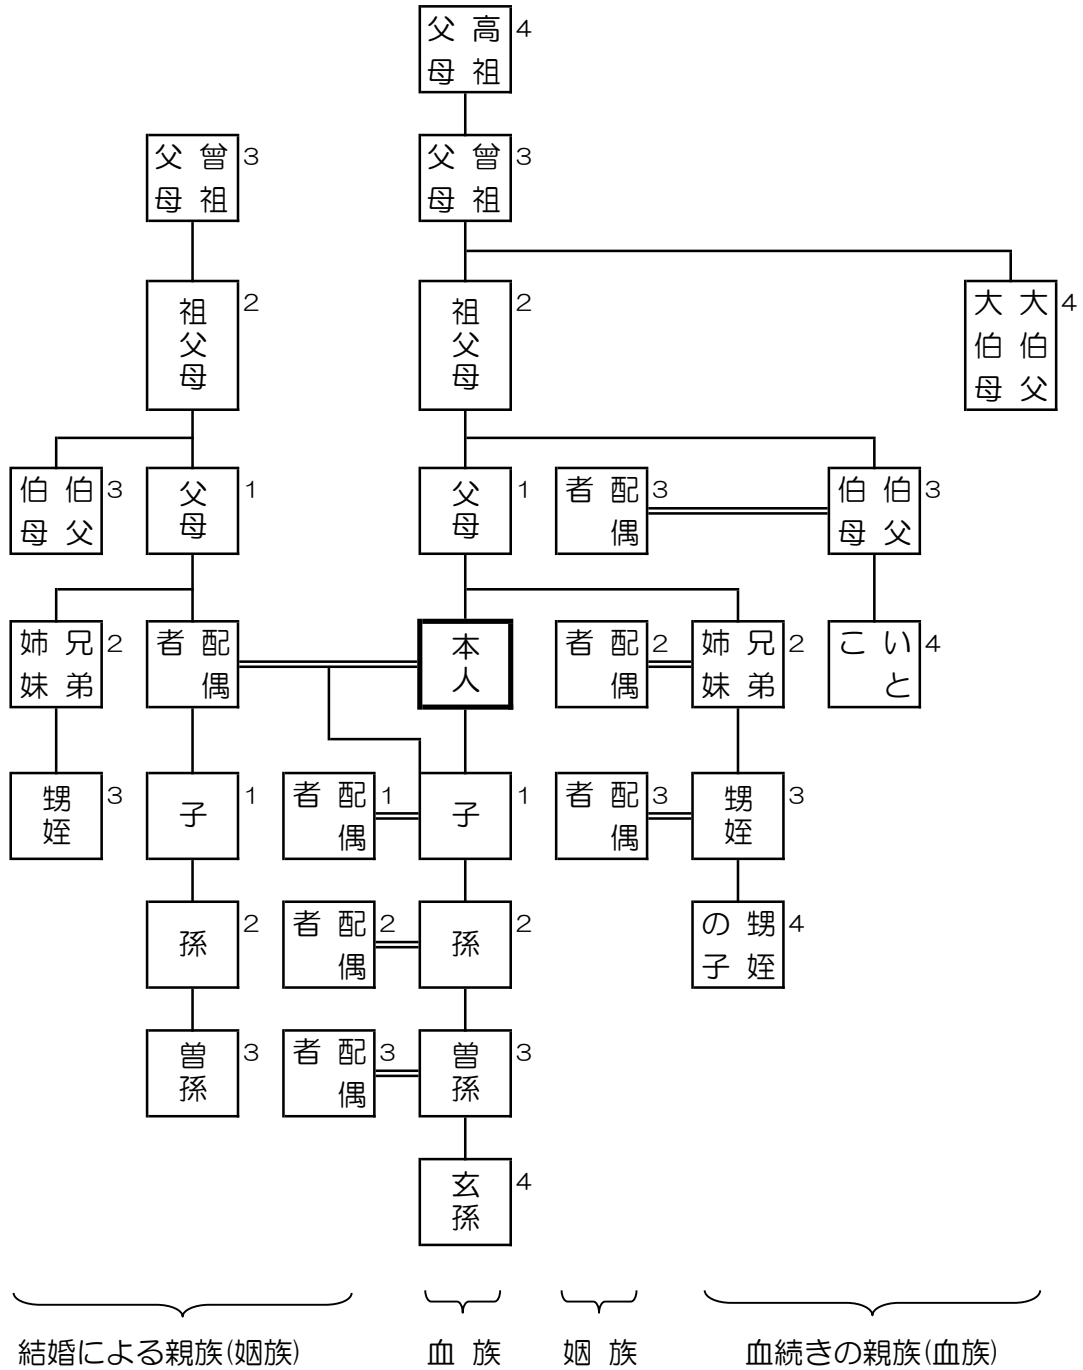 高祖父母 4
曾祖父母 3
曾祖父母 3
祖父母 2
祖父母 2
大伯父大伯母 4
伯父伯母 3
父母 1
父母 1
配偶者 3
伯父伯母 3
兄弟姉妹 2
配偶者
本人
配偶者 2
兄弟姉妹 2
いとこ 4
甥姪 3
子 1
配偶者 1
子 1
配偶者 3
甥姪 3
孫 2
配偶者 2
孫 2
甥姪の子 4
曽孫 3
配偶者 3
曽孫 3
玄孫 4
結婚による親族(姻族)
血族
姻族
血続きの親族(血族)